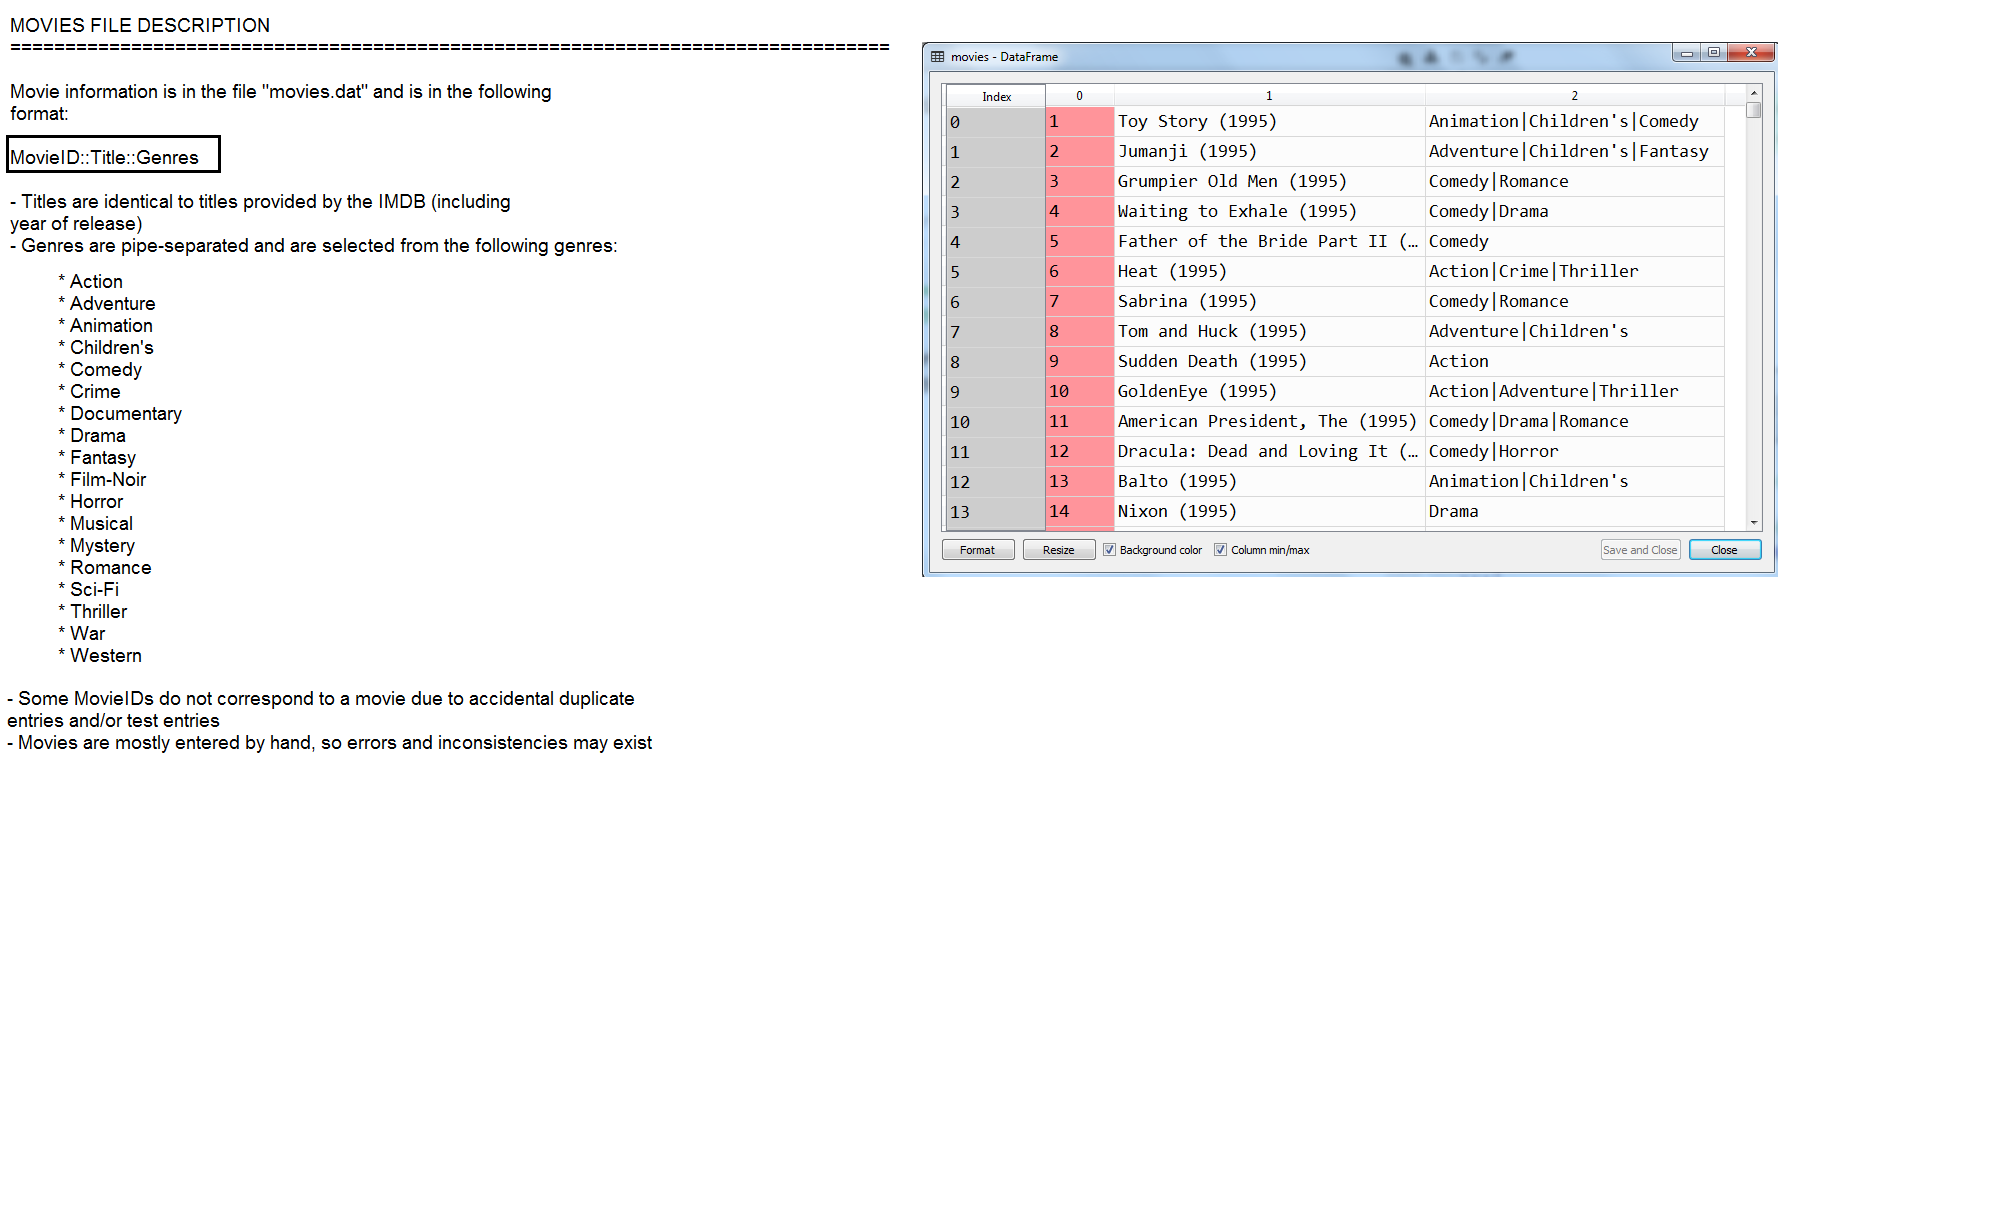 MOVIES FILE DESCRIPTION
================================================================================
Movie information is in the file "movies.dat" and is in the following
format:
MovieID::Title::Genres
- Titles are identical to titles provided by the IMDB (including
year of release)
- Genres are pipe-separated and are selected from the following genres:
* Action
* Adventure
* Animation
* Children's
* Comedy
* Crime
* Documentary
* Drama
* Fantasy
* Film-Noir
* Horror
* Musical
* Mystery
* Romance
* Sci-Fi
* Thriller
* War
* Western
- Some MovieIDs do not correspond to a movie due to accidental duplicate
entries and/or test entries
- Movies are mostly entered by hand, so errors and inconsistencies may exist
movies - DataFrame
Index 0 1 2
0 1 Toy Story (1995) Animation|Children's|Comedy
1 2 Jumanji (1995) Adventure|Children's|Fantasy
2 3 Grumpier Old Men (1995) Comedy|Romance
3 4 Waiting to Exhale (1995) Comedy|Drama
4 5 Father of the Bride Part II (… Comedy
5 6 Heat (1995) Action|Crime|Thriller
6 7 Sabrina (1995) Comedy|Romance
7 8 Tom and Huck (1995) Adventure|Children's
8 9 Sudden Death (1995) Action
9 10 GoldenEye (1995) Action|Adventure|Thriller
10 11 American President, The (1995) Comedy|Drama|Romance
11 12 Dracula: Dead and Loving It (… Comedy|Horror
12 13 Balto (1995) Animation|Children's
13 14 Nixon (1995) Drama
Format Resize Background color Column min/max Save and Close Close